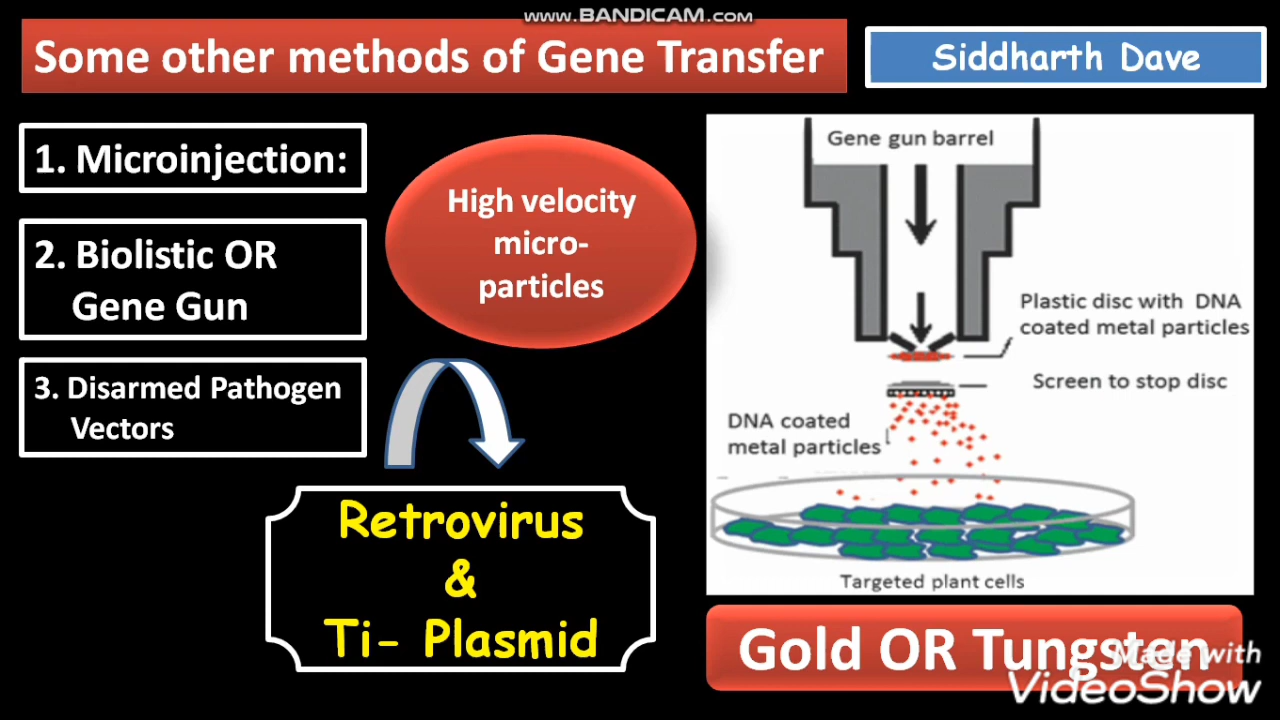 www.BANDICAM.com
Some other methods of Gene Transfer
Siddharth Dave
1. Microinjection:
2. Biolistic OR
Gene Gun
3. Disarmed Pathogen
Vectors
High velocity
micro-
particles
Retrovirus
&
Ti- Plasmid
Gene gun barrel
Plastic disc with DNA
coated metal particles
Screen to stop disc
DNA coated
metal particles
Targeted plant cells
Gold OR Tungsten
Made with
VideoShow